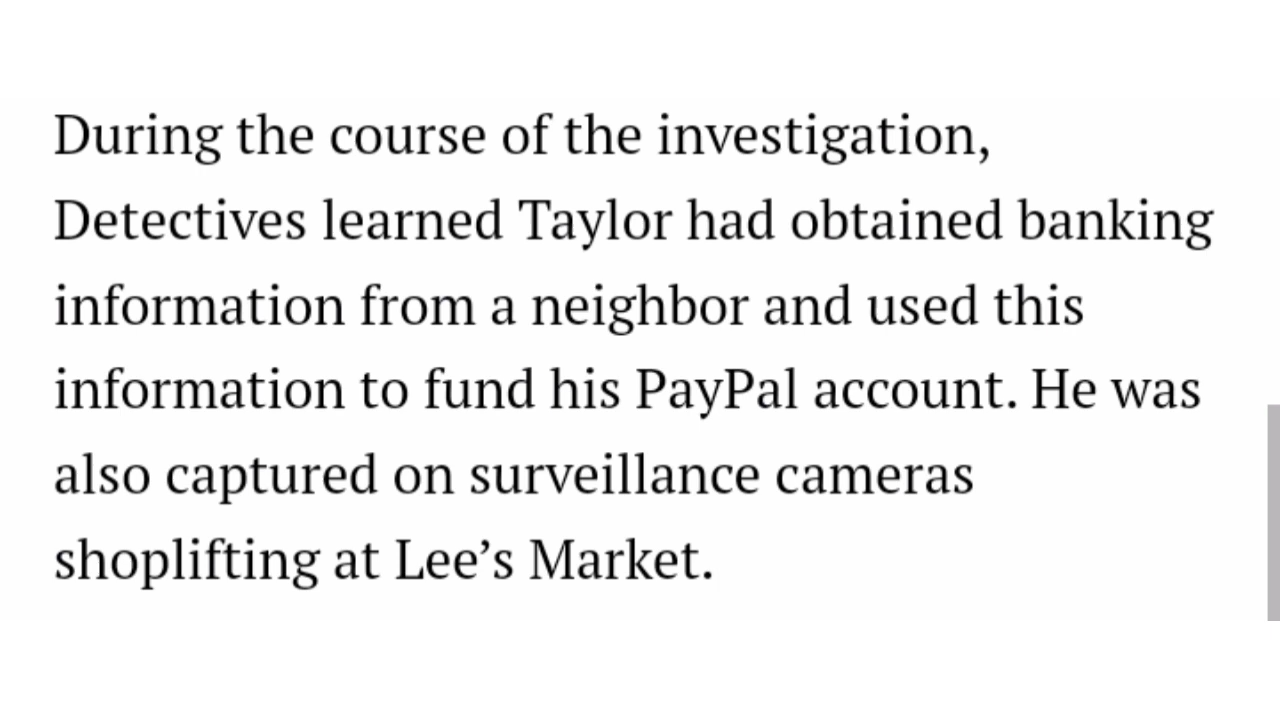 During the course of the investigation,
Detectives learned Taylor had obtained banking
information from a neighbor and used this
information to fund his PayPal account. He was
also captured on surveillance cameras
shoplifting at Lee’s Market.